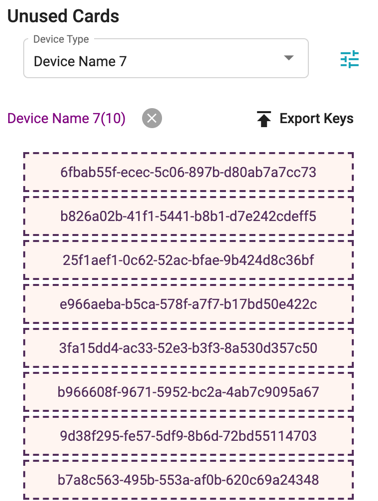 Unused Cards
Device Type
Device Name 7
Device Name 7(10)
Export Keys
6fbab55f-ecec-5c06-897b-d80ab7a7cc73
b826a02b-41f1-5441-b8b1-d7e242cdeff5
25f1aef1-0c62-52ac-bfae-9b424d8c36bf
e966aeba-b5ca-578f-a7f7-b17bd50e422c
3fa15dd4-ac33-52e3-b3f3-8a530d357c50
b966608f-9671-5952-bc2a-4ab7c9095a67
9d38f295-fe57-5df9-8b6d-72bd55114703
b7a8c563-495b-553a-af0b-620c69a24348